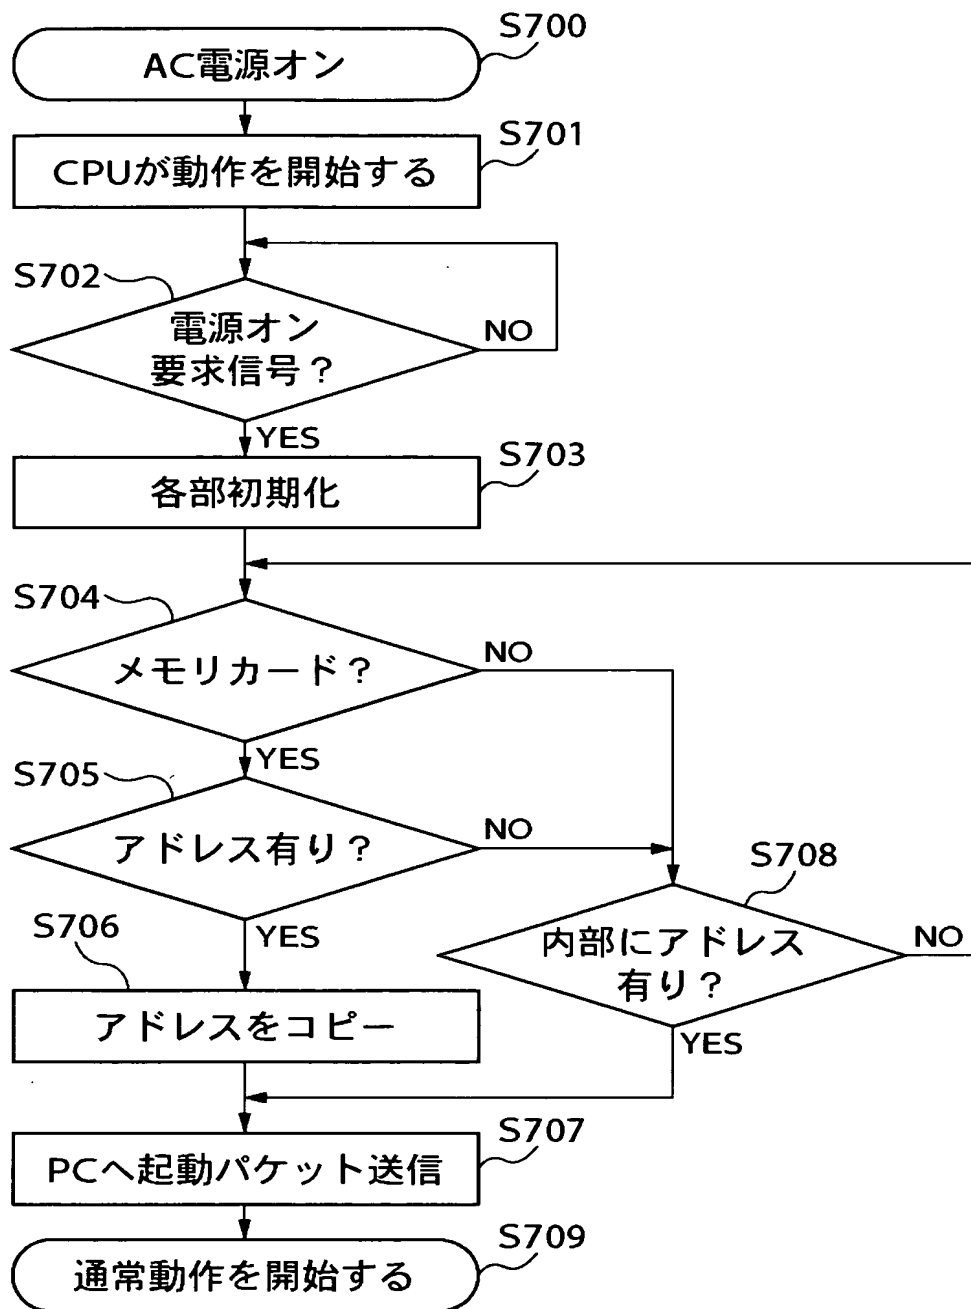 S700
AC電源オン
S701
CPUが動作を開始する
S702
電源オン
要求信号？
NO
YES
S703
各部初期化
S704
メモリカード？
NO
YES
S705
アドレス有り？
NO
YES
S708
内部にアドレス
有り？
NO
YES
S706
アドレスをコピー
S707
PCへ起動パケット送信
S709
通常動作を開始する